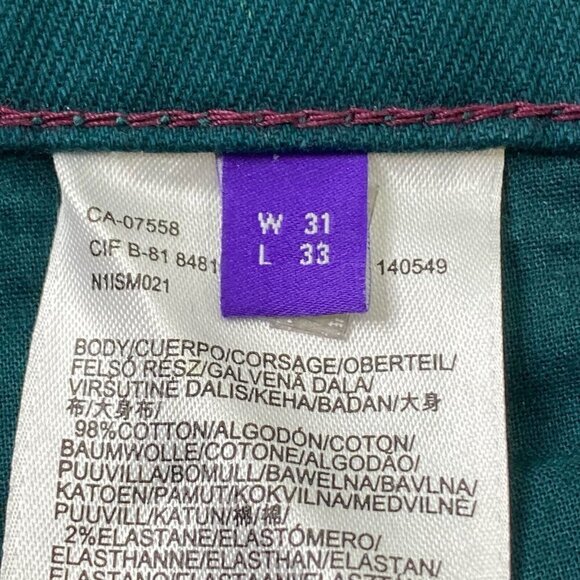 W 31
L 33
CA-07558
CIF B-81 8481
140549
N1ISM021
BODY/CUERPO/CORSAGE/OBERTEIL/
FELSŐ RÉSZ/GALVENĀ DAĻA/
VIRŠUTINĖ DALIS/KEHA/BADAN/大身
布/大身布/
98%COTTON/ALGODÓN/COTON/
BAUMWOLLE/COTONE/ALGODÃO/
PUUVILLA/BOMULL/BAWEŁNA/BAVLNA/
KATOEN/PAMUT/KOKVILNA/MEDVILNĖ/
PUUVILL/KATUN/棉/棉/
2%ELASTANE/ELASTÓMERO/
ELASTHANNE/ELASTHAN/ELASTAN/